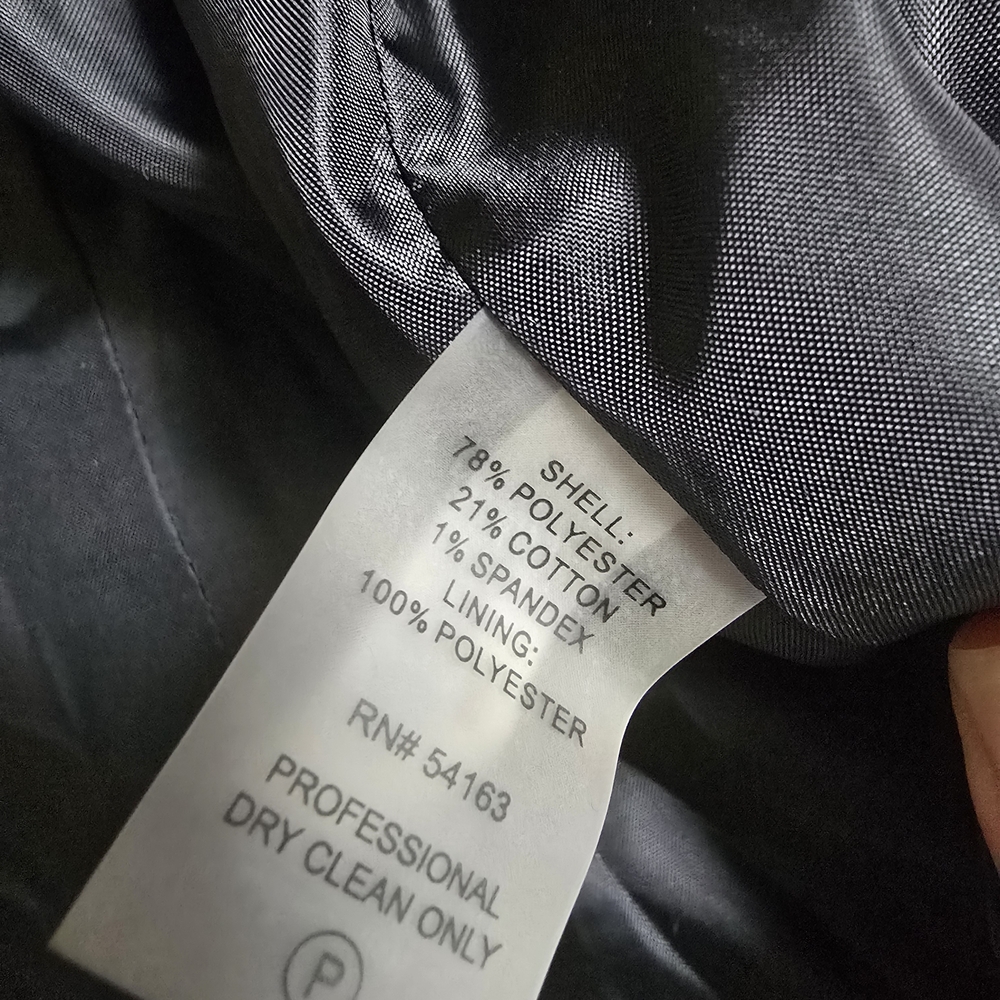 SHELL:
78% POLYESTER
21% COTTON
1% SPANDEX
LINING:
100% POLYESTER
RN# 54163
PROFESSIONAL
DRY CLEAN ONLY
P